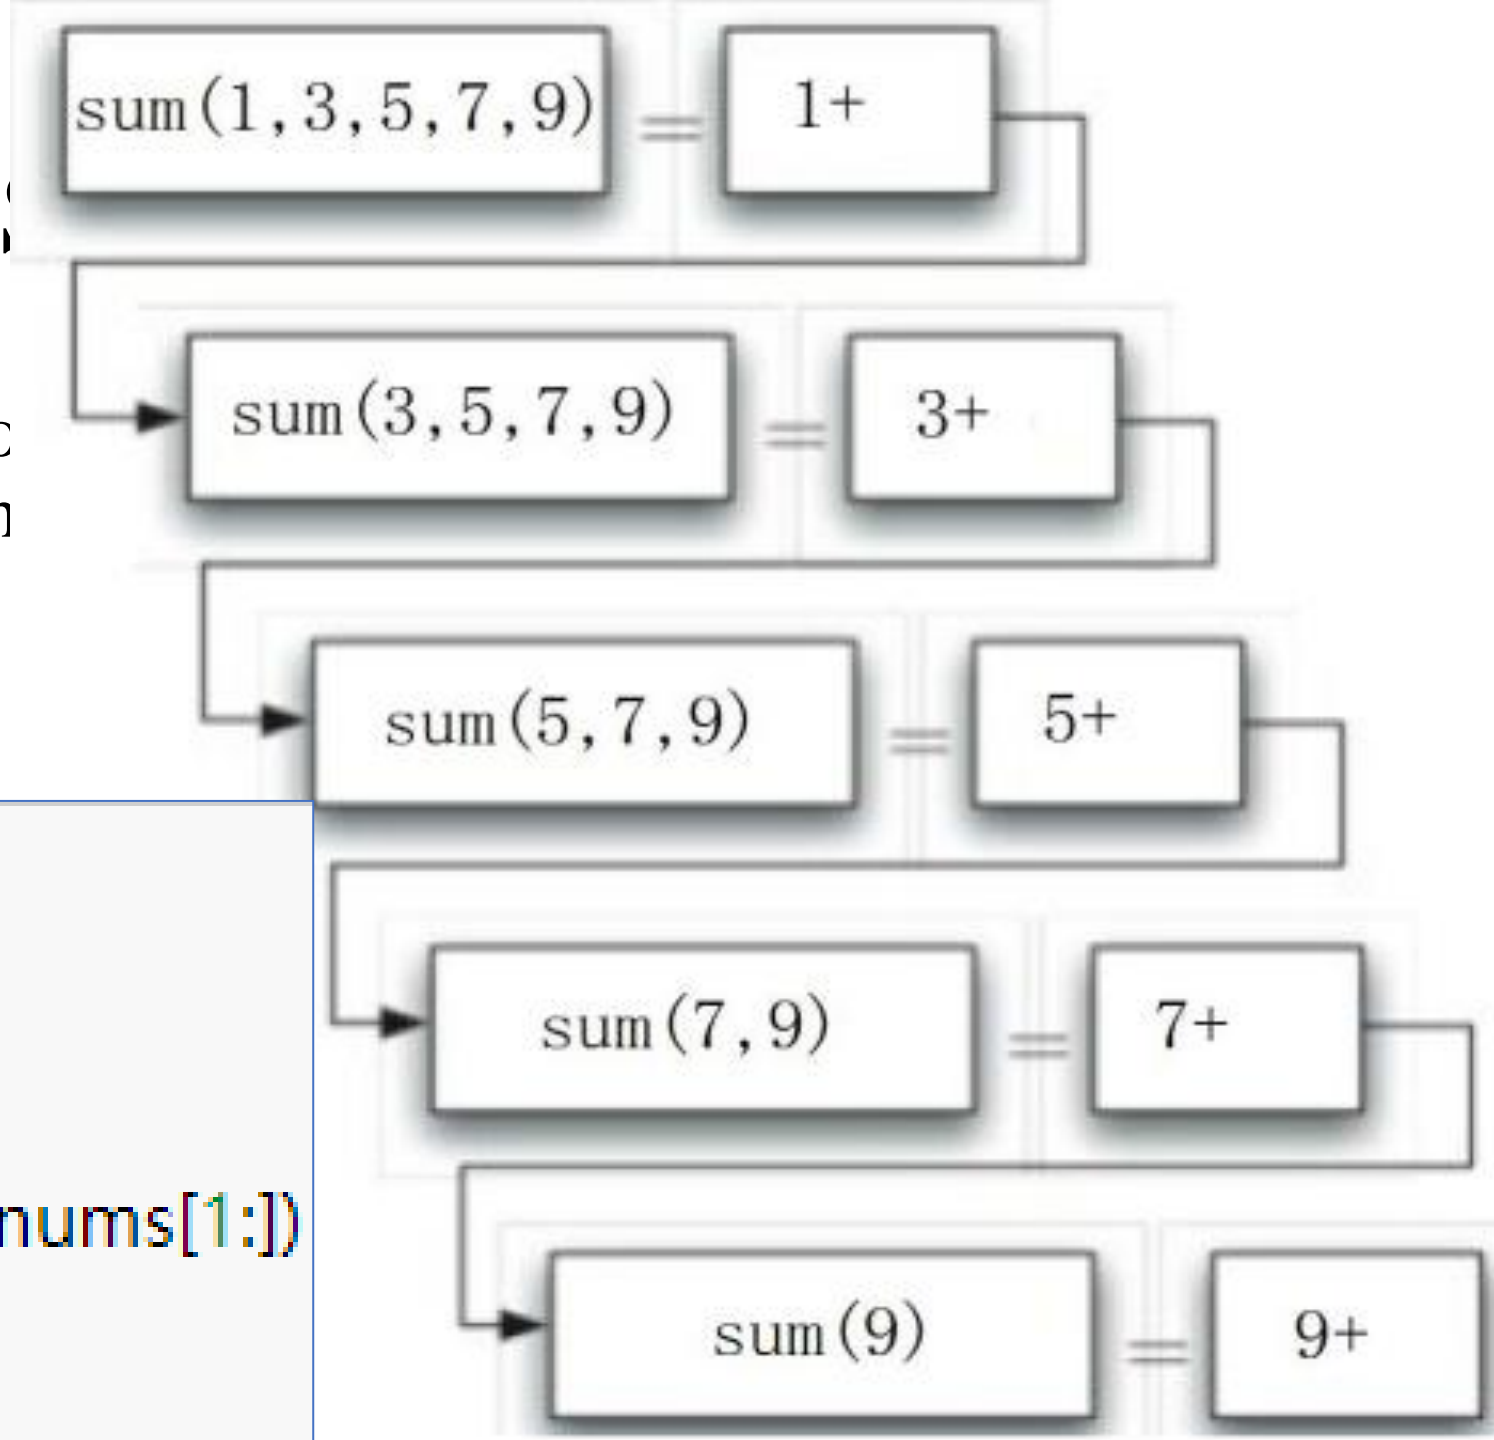 sum(1,3,5,7,9) = 1+
sum(3,5,7,9) = 3+
sum(5,7,9) = 5+
sum(7,9) = 7+
nums[1:])
sum(9) = 9+